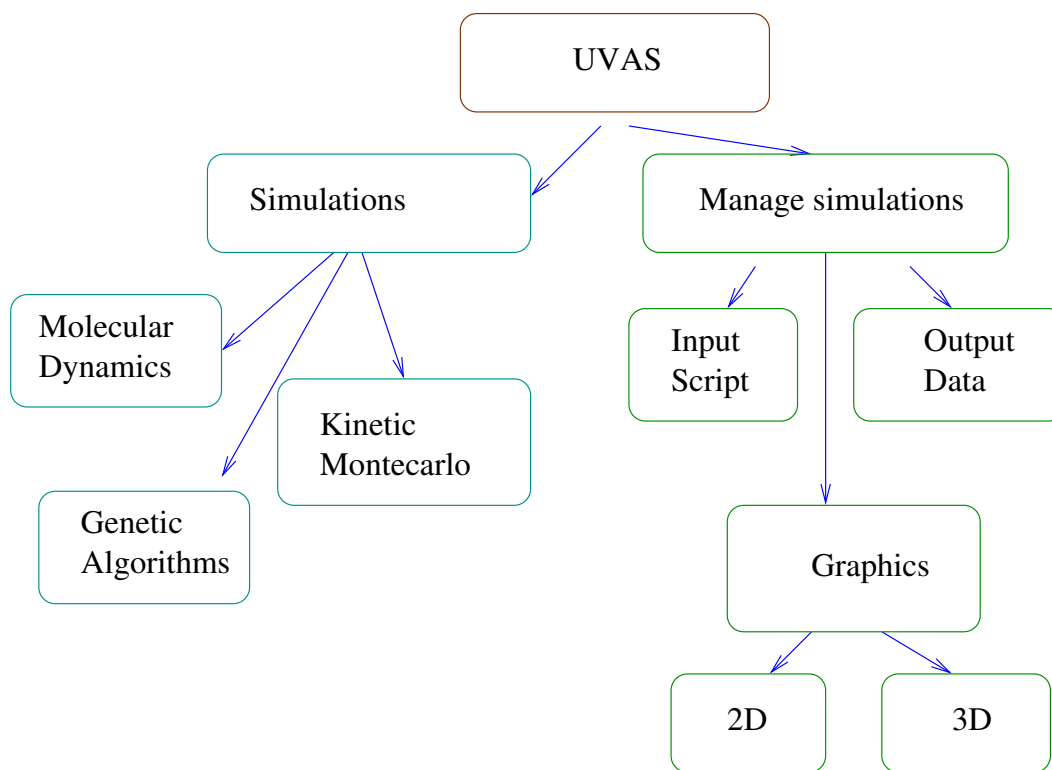 UVAS
Simulations
Manage simulations
Molecular
Dynamics
Kinetic
Montecarlo
Genetic
Algorithms
Input
Script
Output
Data
Graphics
2D
3D